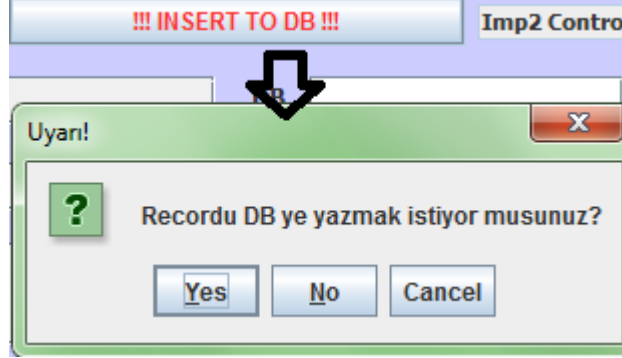 !!! INSERT TO DB !!!
Imp2 Contro
Uyarı!
Recordu DB ye yazmak istiyor musunuz?
Yes
No
Cancel